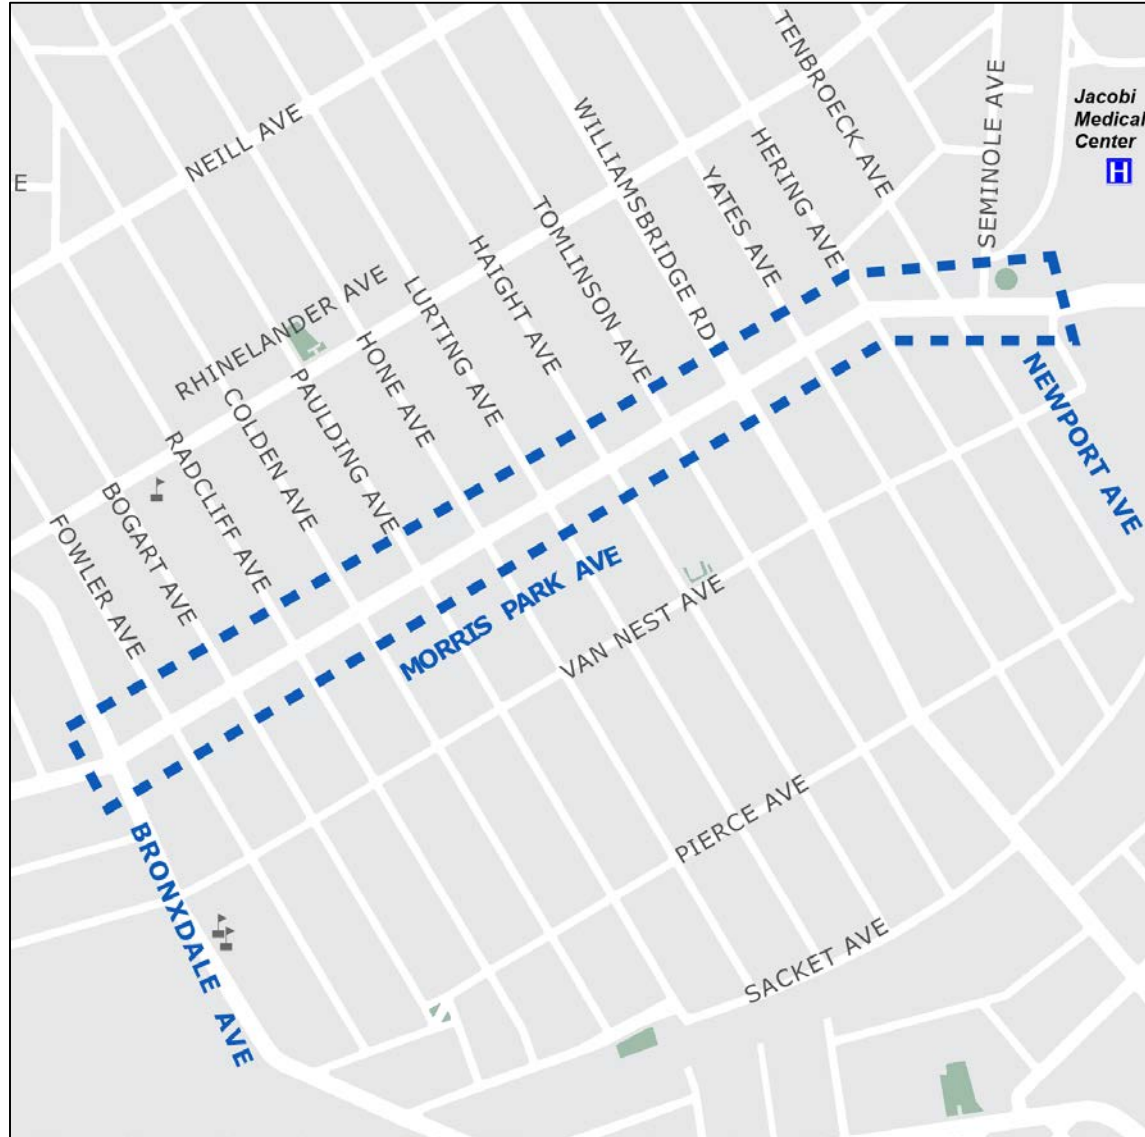 TENBROECK AVE
SEMINOLE AVE
Jacobi
Medical
Center
H
WILLIAMSBRIDGE RD
NEILL AVE
HERING AVE
YATES AVE
E
TOMLINSON AVE
HAIGHT AVE
LURTING AVE
RHINELANDER AVE
HONE AVE
PAULDING AVE
COLDEN AVE
RADCLIFF AVE
BOGART AVE
FOWLER AVE
NEWPORT AVE
MORRIS PARK AVE
VAN NEST AVE
PIERCE AVE
BRONXDALE AVE
SACKET AVE